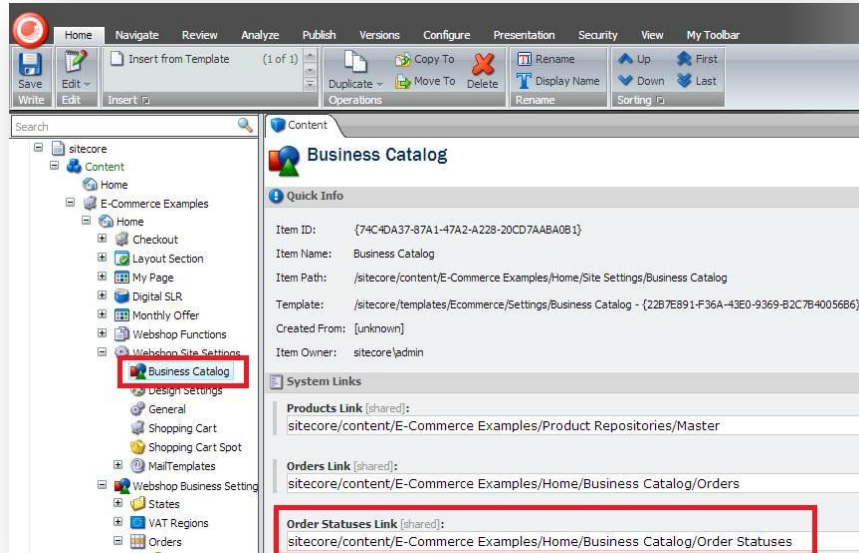 Home Navigate Review Analyze Publish Versions Configure Presentation Security View My Toolbar
Insert from Template (1 of 1) Copy To Rename Up First
Save Edit Duplicate Move To Delete Display Name Down Last
Write Edit Insert Operations Rename Sorting
Search
Content
sitecore
Content
Home
E-Commerce Examples
Home
Checkout
Layout Section
My Page
Digital SLR
Monthly Offer
Webshop Functions
Webshop Site Settings
Business Catalog
Design Settings
General
Shopping Cart
Shopping Cart Spot
MailTemplates
Webshop Business Setting
States
VAT Regions
Orders
Business Catalog
Quick Info
Item ID: {74C4DA37-87A1-47A2-A228-20CD7AABA0B1}
Item Name: Business Catalog
Item Path: /sitecore/content/E-Commerce Examples/Home/Site Settings/Business Catalog
Template: /sitecore/templates/Ecommerce/Settings/Business Catalog - {22B7E891-F36A-43E0-9369-B2C7B40056B6}
Created From: [unknown]
Item Owner: sitecore\admin
System Links
Products Link [shared]:
sitecore/content/E-Commerce Examples/Product Repositories/Master
Orders Link [shared]:
sitecore/content/E-Commerce Examples/Home/Business Catalog/Orders
Order Statuses Link [shared]:
sitecore/content/E-Commerce Examples/Home/Business Catalog/Order Statuses